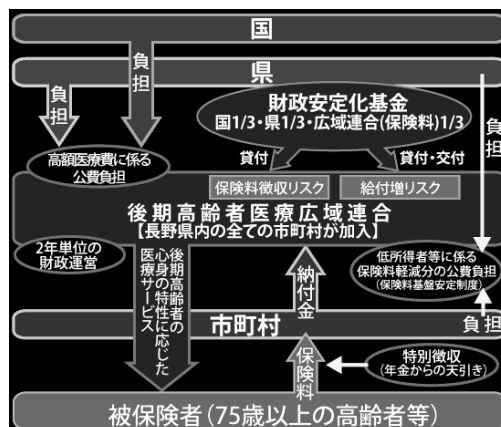 国
県
負担
負担
負担
財政安定化基金
国1/3・県1/3・広域連合(保険料)1/3
貸付
貸付・交付
高額医療費に係る
公費負担
保険料徴収リスク
給付増リスク
後期高齢者医療広域連合
【長野県内の全ての市町村が加入】
2年単位の
財政運営
後期高齢者の
心身の特性に応じた
医療サービス
納付金
低所得者等に係る
保険料軽減分の公費負担
(保険料基盤安定制度)
市町村
負担
保険料
特別徴収
(年金からの天引き)
被保険者(75歳以上の高齢者等)